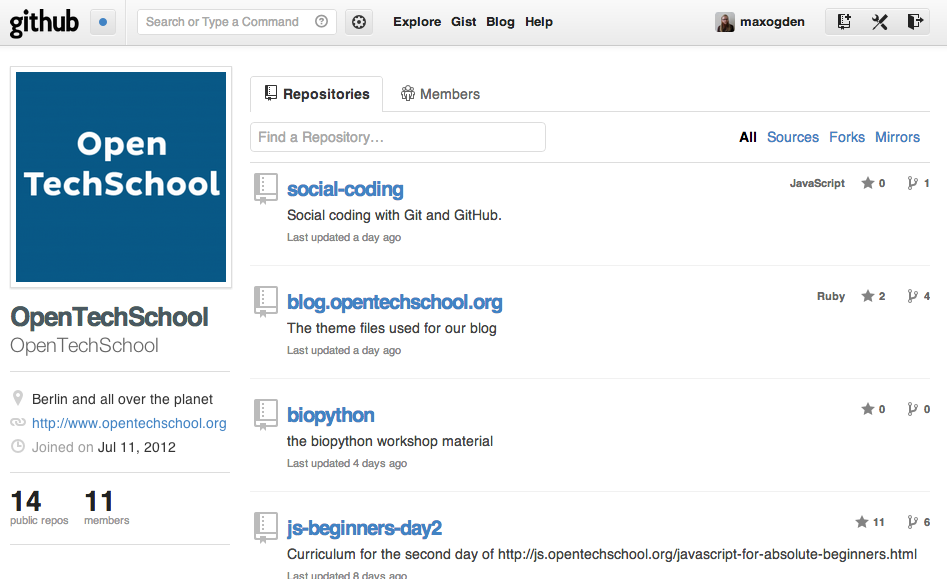 github
Search or Type a Command
Explore Gist Blog Help
maxogden
Open
TechSchool
OpenTechSchool
OpenTechSchool
Berlin and all over the planet
http://www.opentechschool.org
Joined on Jul 11, 2012
14 11
public repos members
Repositories Members
Find a Repository...
All Sources Forks Mirrors
social-coding JavaScript 0 1
Social coding with Git and GitHub.
Last updated a day ago
blog.opentechschool.org Ruby 2 4
The theme files used for our blog
Last updated a day ago
biopython 0 0
the biopython workshop material
Last updated 4 days ago
js-beginners-day2 11 6
Curriculum for the second day of http://js.opentechschool.org/javascript-for-absolute-beginners.html
Last updated 8 days ago